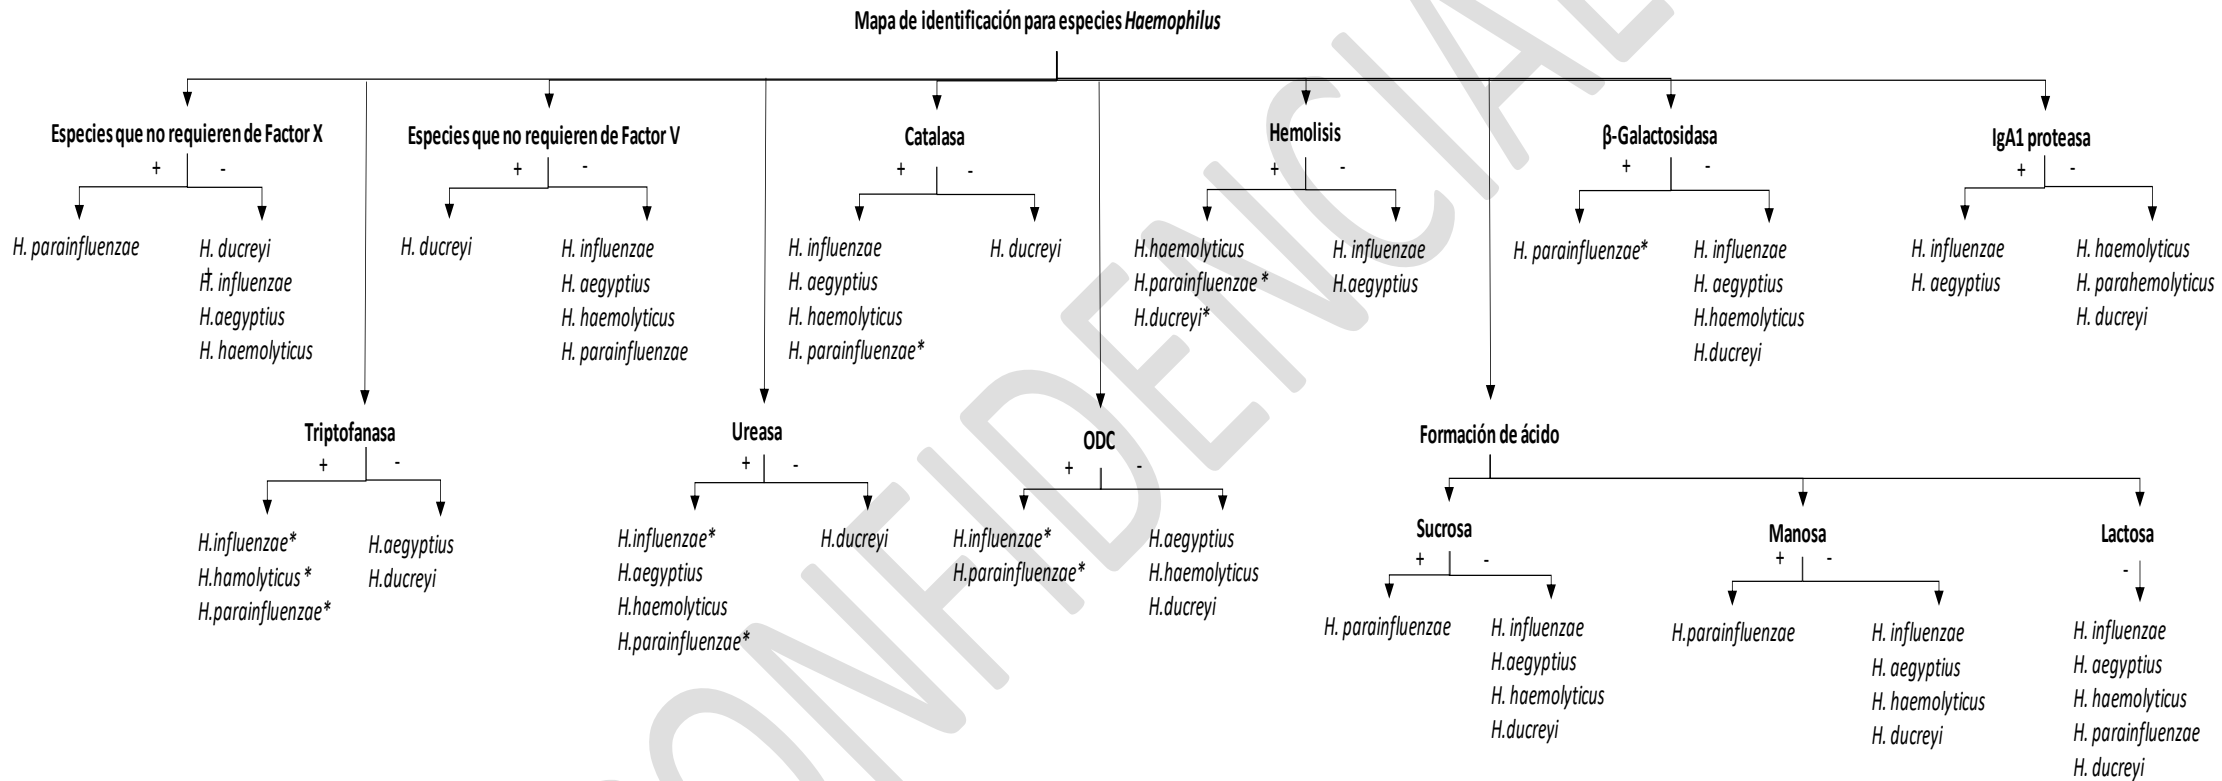 Mapa de identificación para especies Haemophilus
Especies que no requieren de Factor X
+ -
H. parainfluenzae
H. ducreyi
H. influenzae
H.aegyptius
H. haemolyticus
Especies que no requieren de Factor V
+ -
H. ducreyi
H. influenzae
H. aegyptius
H. haemolyticus
H. parainfluenzae
Catalasa
+ -
H. influenzae
H. aegyptius
H. haemolyticus
H. parainfluenzae*
H. ducreyi
Hemolisis
+ -
H.haemolyticus
H.parainfluenzae *
H.ducreyi*
H. influenzae
H.aegyptius
β-Galactosidasa
+ -
H. parainfluenzae*
H. influenzae
H. aegyptius
H.haemolyticus
H.ducreyi
IgA1 proteasa
+ -
H. influenzae
H. aegyptius
H. haemolyticus
H. parahemolyticus
H. ducreyi
Triptofanasa
+ -
H.influenzae*
H.hamolyticus *
H.parainfluenzae*
H.aegyptius
H.ducreyi
Ureasa
+ -
H.influenzae*
H.aegyptius
H.haemolyticus
H.parainfluenzae*
H.ducreyi
ODC
+ -
H.influenzae*
H.parainfluenzae*
H.aegyptius
H.haemolyticus
H.ducreyi
Formación de ácido
Sucrosa
+ -
H. parainfluenzae
H. influenzae
H.aegyptius
H. haemolyticus
H.ducreyi
Manosa
+ -
H.parainfluenzae
H. influenzae
H. aegyptius
H. haemolyticus
H. ducreyi
Lactosa
-
H. influenzae
H. aegyptius
H. haemolyticus
H. parainfluenzae
H. ducreyi
CONFIDENCIAL